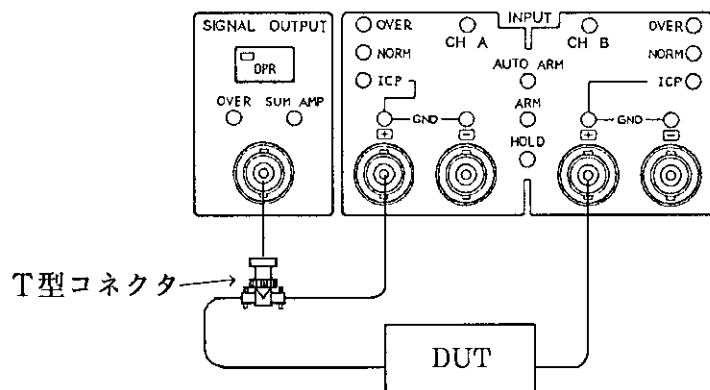 SIGNAL OUTPUT
OPR
OVER SUM AMP
INPUT
OVER
CH A
CH B
OVER
NORM
NORM
AUTO ARM
ICP
ICP
ARM
GND
GND
+
−
+
−
HOLD
T型コネクタ
DUT